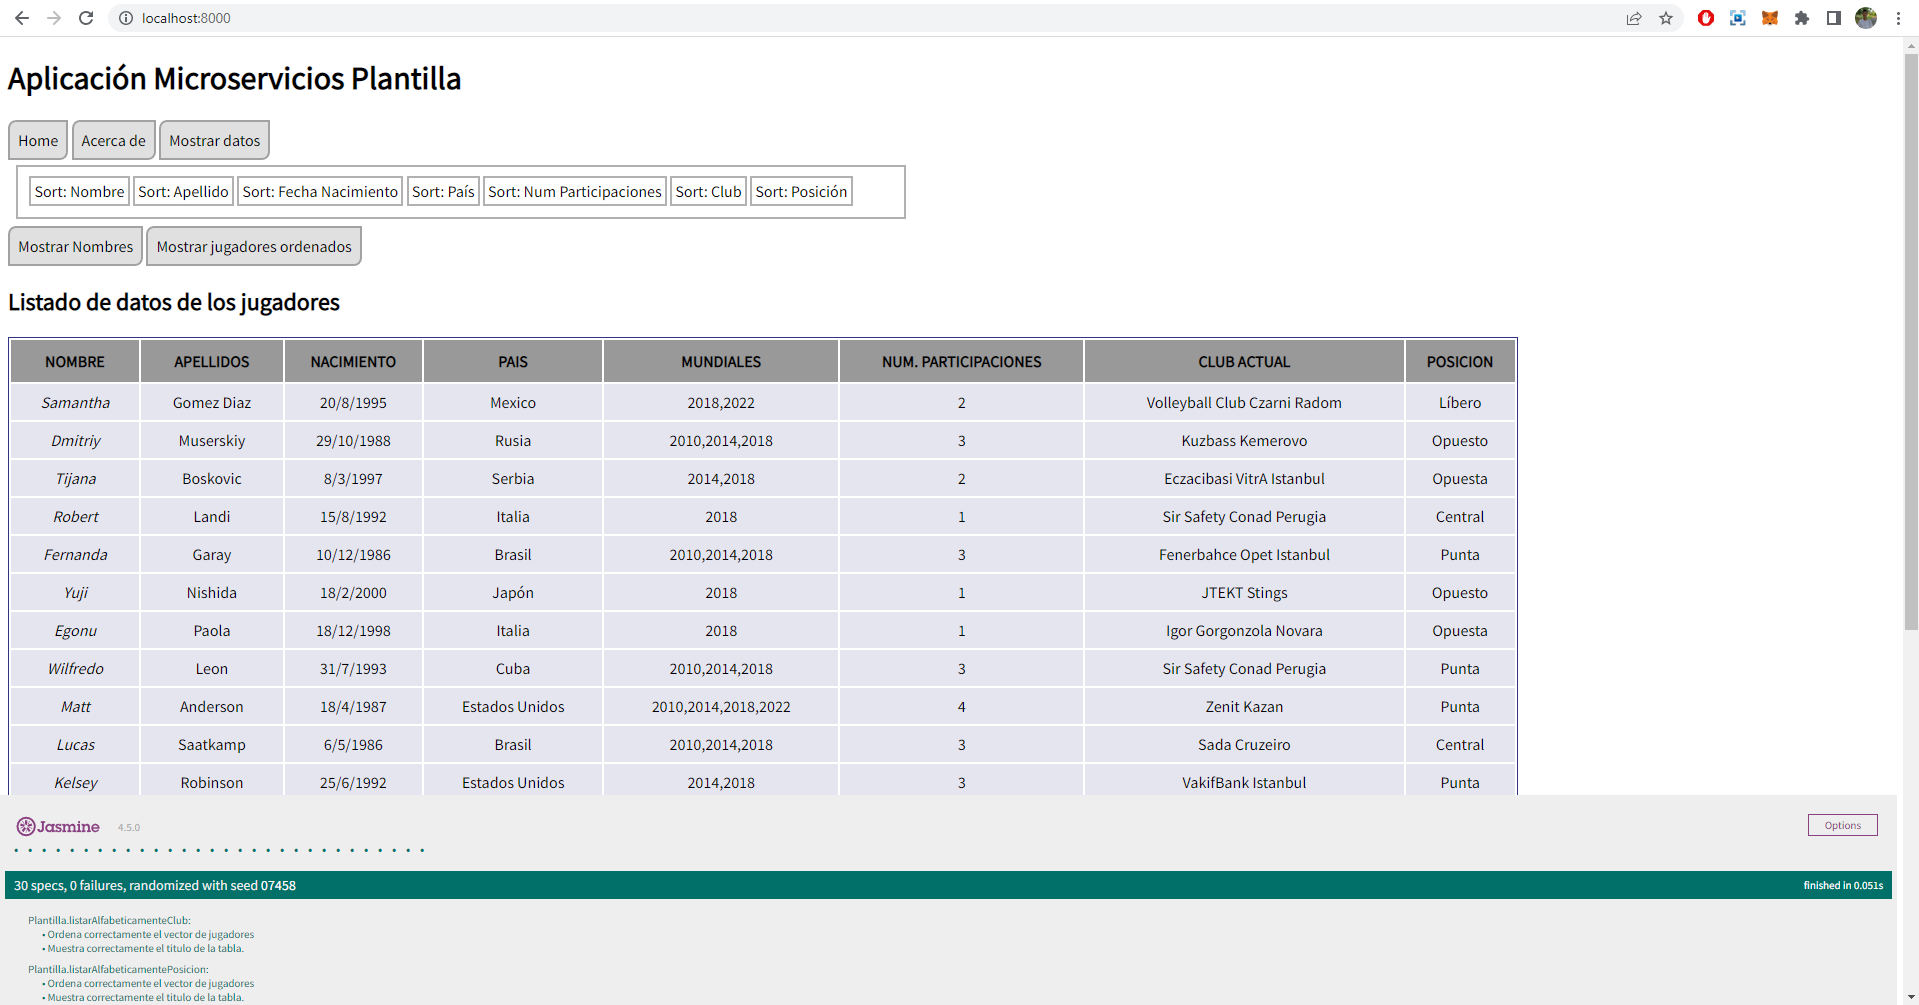 localhost:8000
Aplicación Microservicios Plantilla
Home Acerca de Mostrar datos
Sort: Nombre Sort: Apellido Sort: Fecha Nacimiento Sort: País Sort: Num Participaciones Sort: Club Sort: Posición
Mostrar Nombres Mostrar jugadores ordenados
Listado de datos de los jugadores
NOMBRE APELLIDOS NACIMIENTO PAIS MUNDIALES NUM. PARTICIPACIONES CLUB ACTUAL POSICION
Samantha Gomez Diaz 20/8/1995 Mexico 2018,2022 2 Volleyball Club Czarni Radom Líbero
Dmitriy Muserskiy 29/10/1988 Rusia 2010,2014,2018 3 Kuzbass Kemerovo Opuesto
Tijana Boskovic 8/3/1997 Serbia 2014,2018 2 Eczacibasi VitrA Istanbul Opuesta
Robert Landi 15/8/1992 Italia 2018 1 Sir Safety Conad Perugia Central
Fernanda Garay 10/12/1986 Brasil 2010,2014,2018 3 Fenerbahce Opet Istanbul Punta
Yuji Nishida 18/2/2000 Japón 2018 1 JTEKT Stings Opuesto
Egonu Paola 18/12/1998 Italia 2018 1 Igor Gorgonzola Novara Opuesta
Wilfredo Leon 31/7/1993 Cuba 2010,2014,2018 3 Sir Safety Conad Perugia Punta
Matt Anderson 18/4/1987 Estados Unidos 2010,2014,2018,2022 4 Zenit Kazan Punta
Lucas Saatkamp 6/5/1986 Brasil 2010,2014,2018 3 Sada Cruzeiro Central
Kelsey Robinson 25/6/1992 Estados Unidos 2014,2018 3 VakifBank Istanbul Punta
Jasmine 4.5.0 Options
30 specs, 0 failures, randomized with seed 07458 finished in 0.051s
Plantilla.listarAlfabeticamenteClub:
• Ordena correctamente el vector de jugadores
• Muestra correctamente el titulo de la tabla.
Plantilla.listarAlfabeticamentePosicion:
• Ordena correctamente el vector de jugadores
• Muestra correctamente el titulo de la tabla.